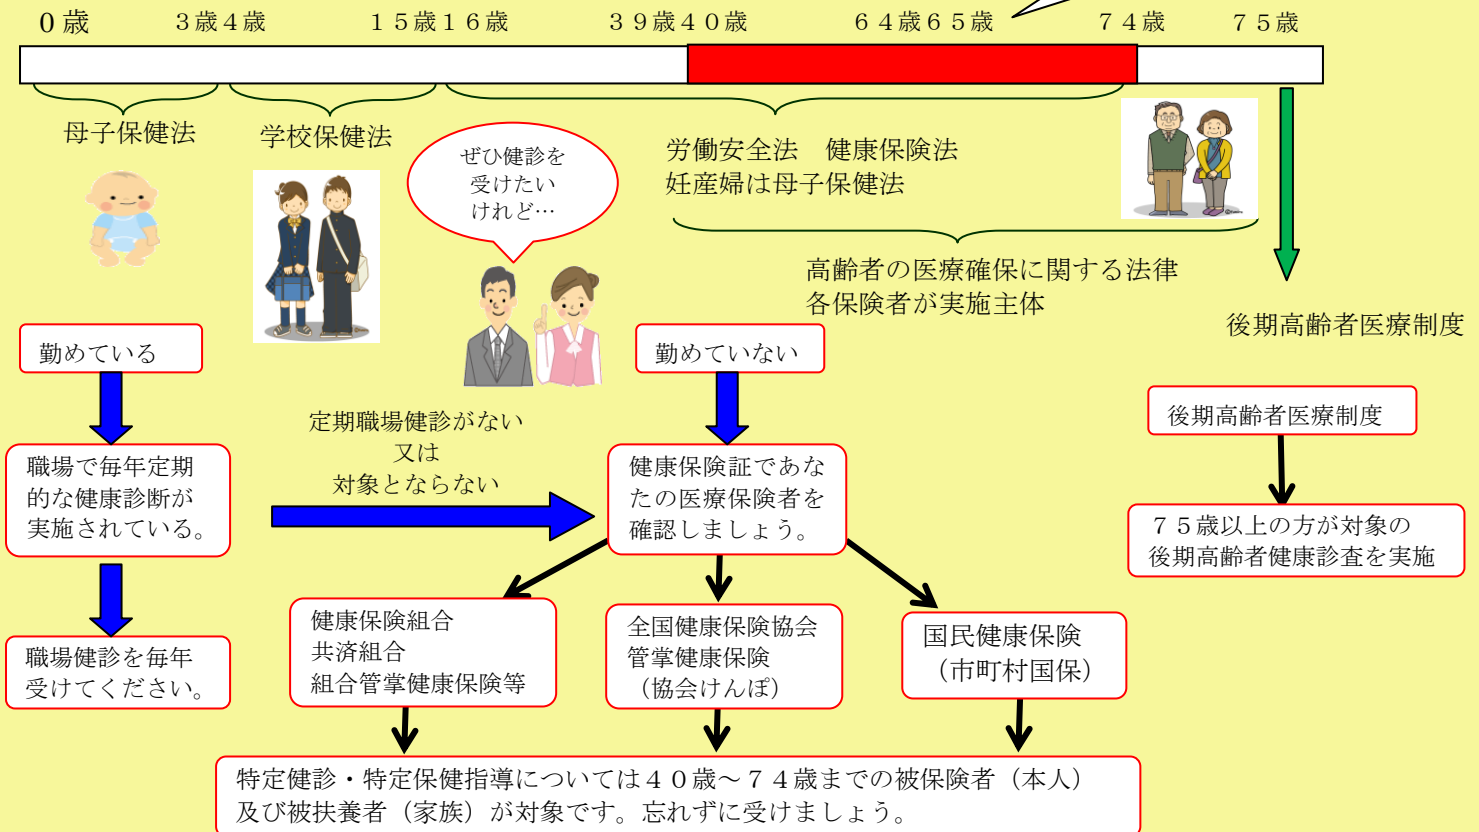 ０歳　３歳４歳　１５歳１６歳　３９歳４０歳　６４歳６５歳　７４歳　７５歳
母子保健法
学校保健法
ぜひ健診を
受けたい
けれど…
労働安全法　健康保険法
妊産婦は母子保健法
高齢者の医療確保に関する法律
各保険者が実施主体
後期高齢者医療制度
勤めている
職場で毎年定期
的な健康診断が
実施されている。
職場健診を毎年
受けてください。
定期職場健診がない
又は
対象とならない
勤めていない
健康保険証であな
たの医療保険者を
確認しましょう。
健康保険組合
共済組合
組合管掌健康保険等
全国健康保険協会
管掌健康保険
（協会けんぽ）
国民健康保険
（市町村国保）
後期高齢者医療制度
７５歳以上の方が対象の
後期高齢者健康診査を実施
特定健診・特定保健指導については４０歳～７４歳までの被保険者（本人）
及び被扶養者（家族）が対象です。忘れずに受けましょう。